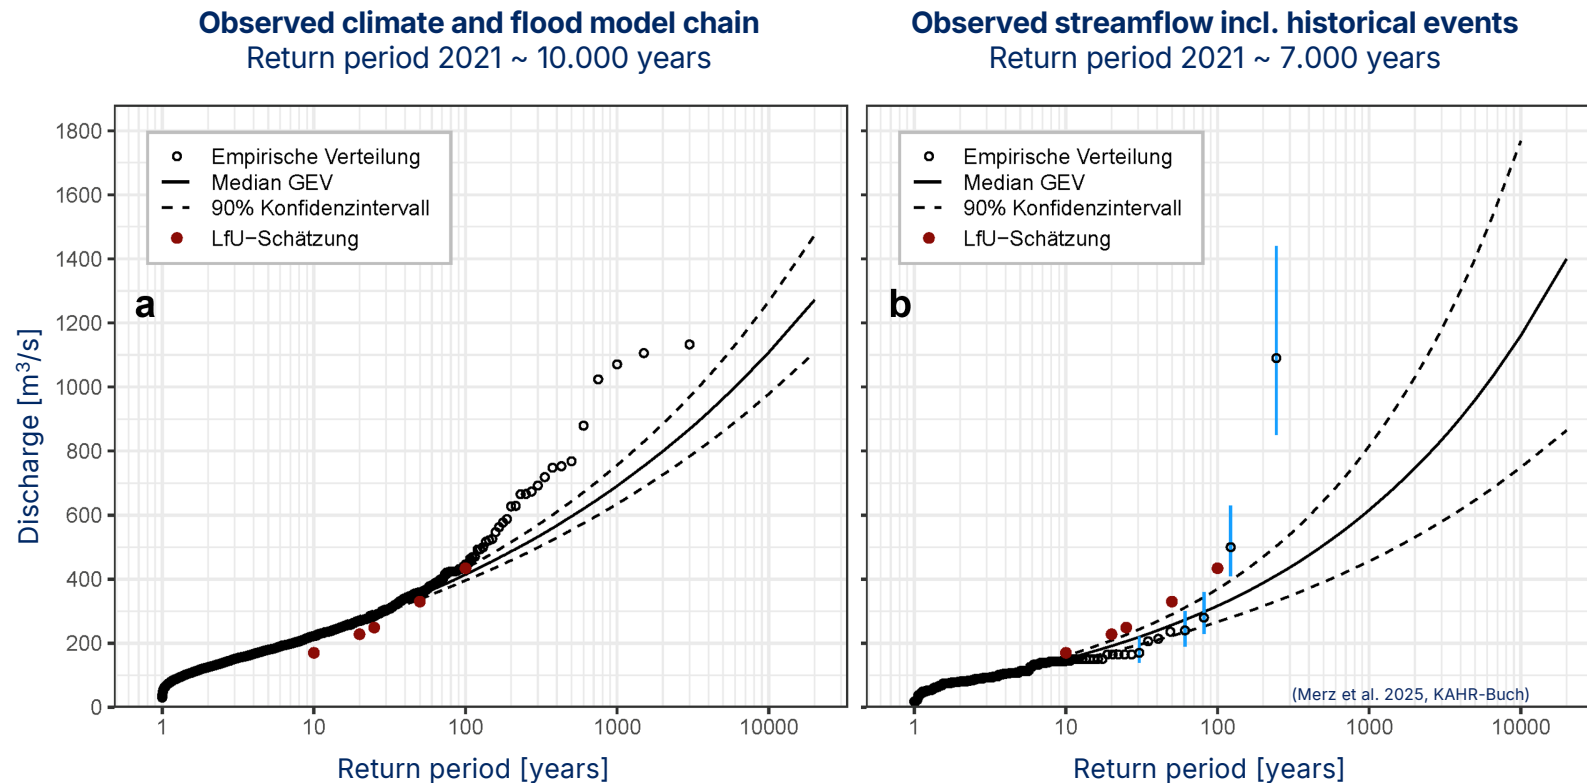 Observed climate and flood model chain
Return period 2021 ~ 10.000 years
Observed streamflow incl. historical events
Return period 2021 ~ 7.000 years
Discharge [m³/s]
1800
1600
1400
1200
1000
800
600
400
200
0
Empirische Verteilung
Median GEV
90% Konfidenzintervall
LfU−Schätzung
a
1 10 100 1000 10000
Return period [years]
Empirische Verteilung
Median GEV
90% Konfidenzintervall
LfU−Schätzung
b
(Merz et al. 2025, KAHR-Buch)
1 10 100 1000 10000
Return period [years]